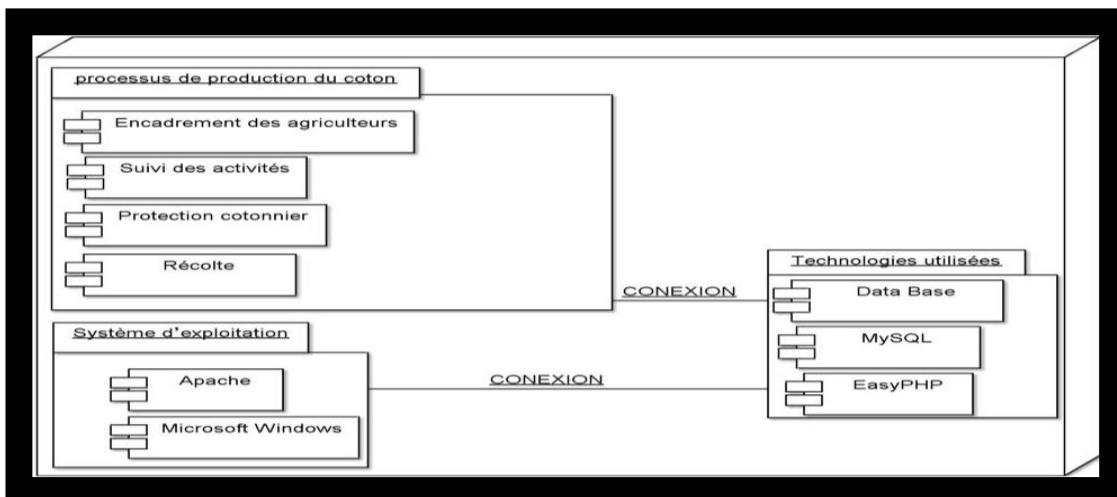 processus de production du coton
Encadrement des agriculteurs
Suivi des activités
Protection cotonnier
Récolte
CONEXION
Technologies utilisées
Data Base
MySQL
EasyPHP
Système d'exploitation
Apache
Microsoft Windows
CONEXION